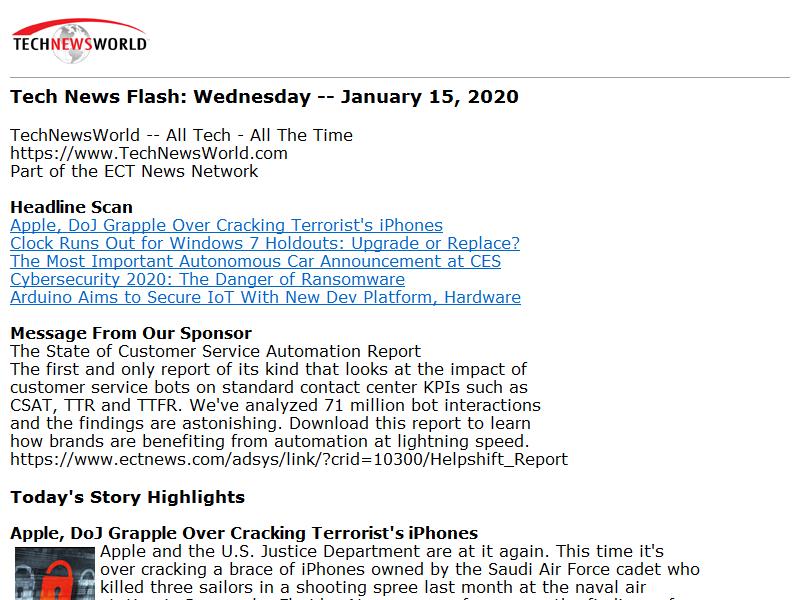 TECHNEWSWORLD
Tech News Flash: Wednesday -- January 15, 2020
TechNewsWorld -- All Tech - All The Time
https://www.TechNewsWorld.com
Part of the ECT News Network
Headline Scan
Apple, DoJ Grapple Over Cracking Terrorist's iPhones
Clock Runs Out for Windows 7 Holdouts: Upgrade or Replace?
The Most Important Autonomous Car Announcement at CES
Cybersecurity 2020: The Danger of Ransomware
Arduino Aims to Secure IoT With New Dev Platform, Hardware
Message From Our Sponsor
The State of Customer Service Automation Report
The first and only report of its kind that looks at the impact of
customer service bots on standard contact center KPIs such as
CSAT, TTR and TTFR. We've analyzed 71 million bot interactions
and the findings are astonishing. Download this report to learn
how brands are benefiting from automation at lightning speed.
https://www.ectnews.com/adsys/link/?crid=10300/Helpshift_Report
Today's Story Highlights
Apple, DoJ Grapple Over Cracking Terrorist's iPhones
Apple and the U.S. Justice Department are at it again. This time it's
over cracking a brace of iPhones owned by the Saudi Air Force cadet who
killed three sailors in a shooting spree last month at the naval air